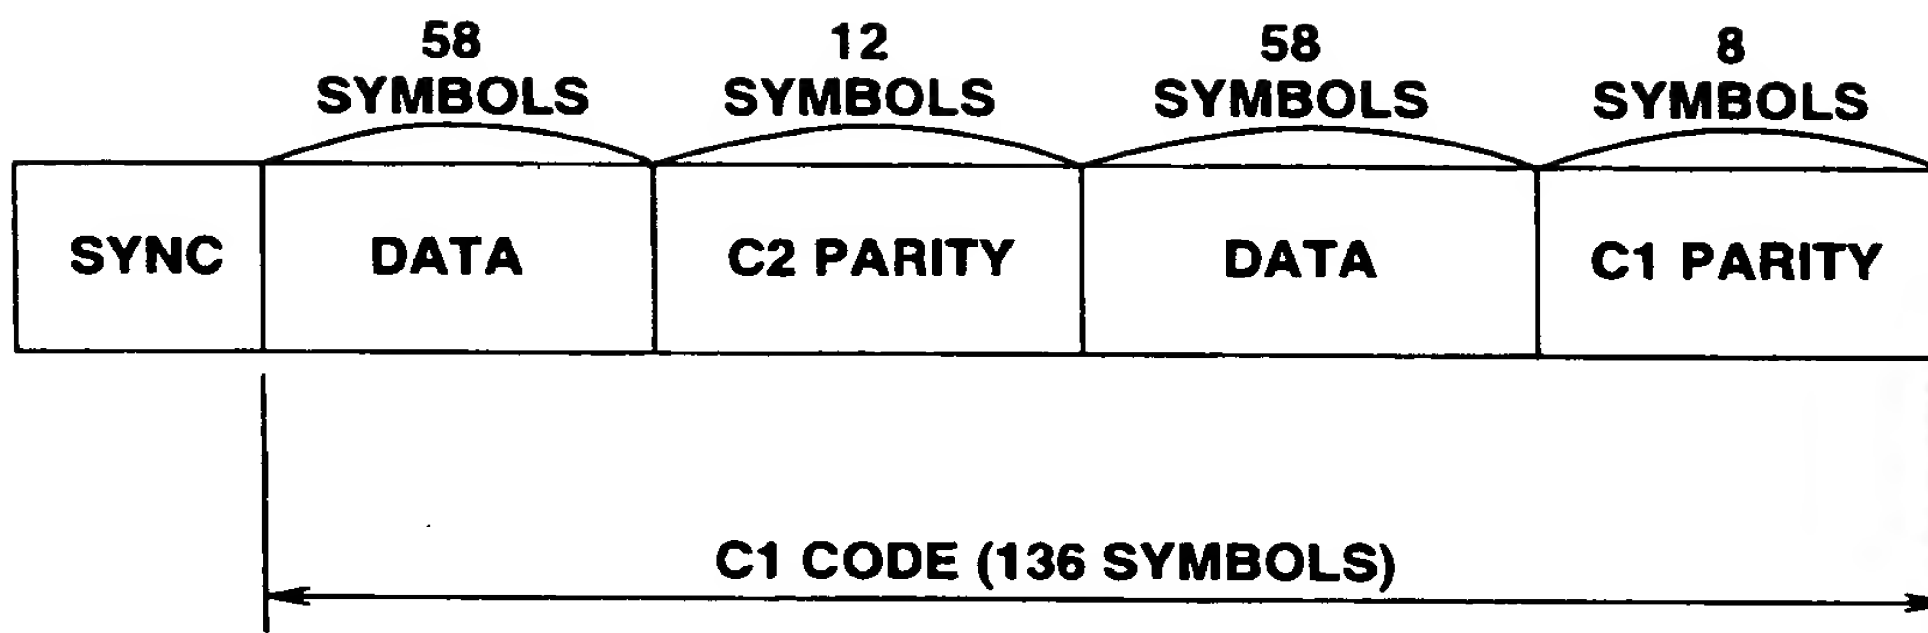 58
SYMBOLS
12
SYMBOLS
58
SYMBOLS
8
SYMBOLS
SYNC
DATA
C2 PARITY
DATA
C1 PARITY
C1 CODE (136 SYMBOLS)